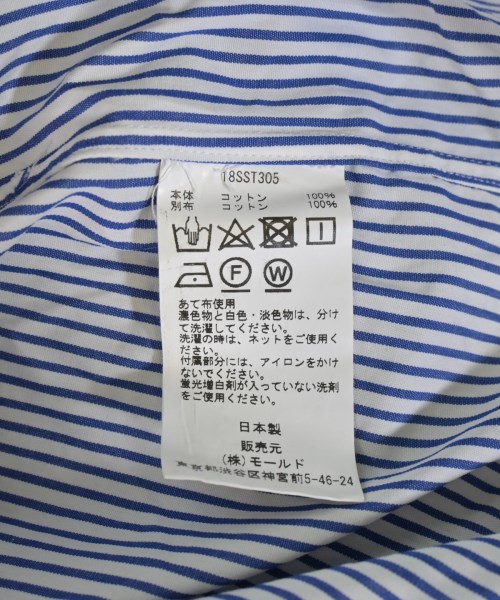 18SST305
本体 コットン 100%
別布 コットン 100%
F W
あて布使用
濃色物と白色・淡色物は、分け
て洗濯してください。
洗濯の時は、ネットをご使用く
ださい。
付属部分には、アイロンをかけ
ないでください。
蛍光増白剤が入っていない洗剤
をご使用ください。
日本製
販売元
(株)モールド
東京都渋谷区神宮前5-46-24